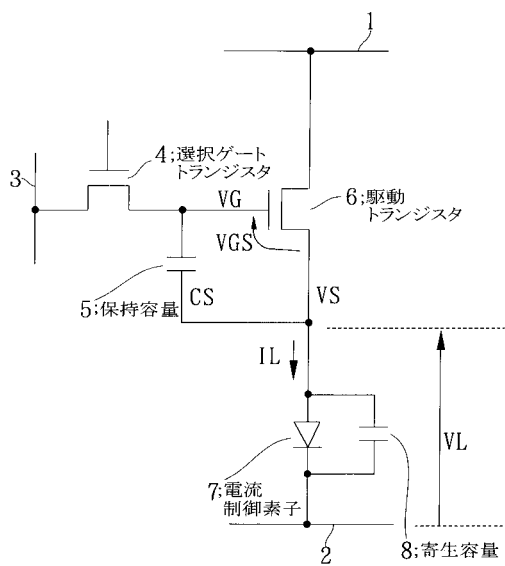 1
4;選択ゲート
トランジスタ
3
VG
6;駆動
トランジスタ
VGS
CS
5;保持容量
VS
IL
VL
7;電流
制御素子
8;寄生容量
2